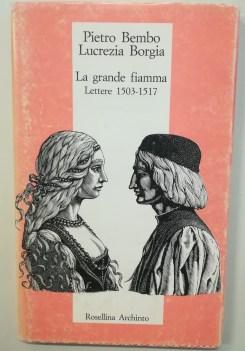 Pietro Bembo
Lucrezia Borgia
La grande fiamma
Lettere 1503-1517
Rosellina Archinto